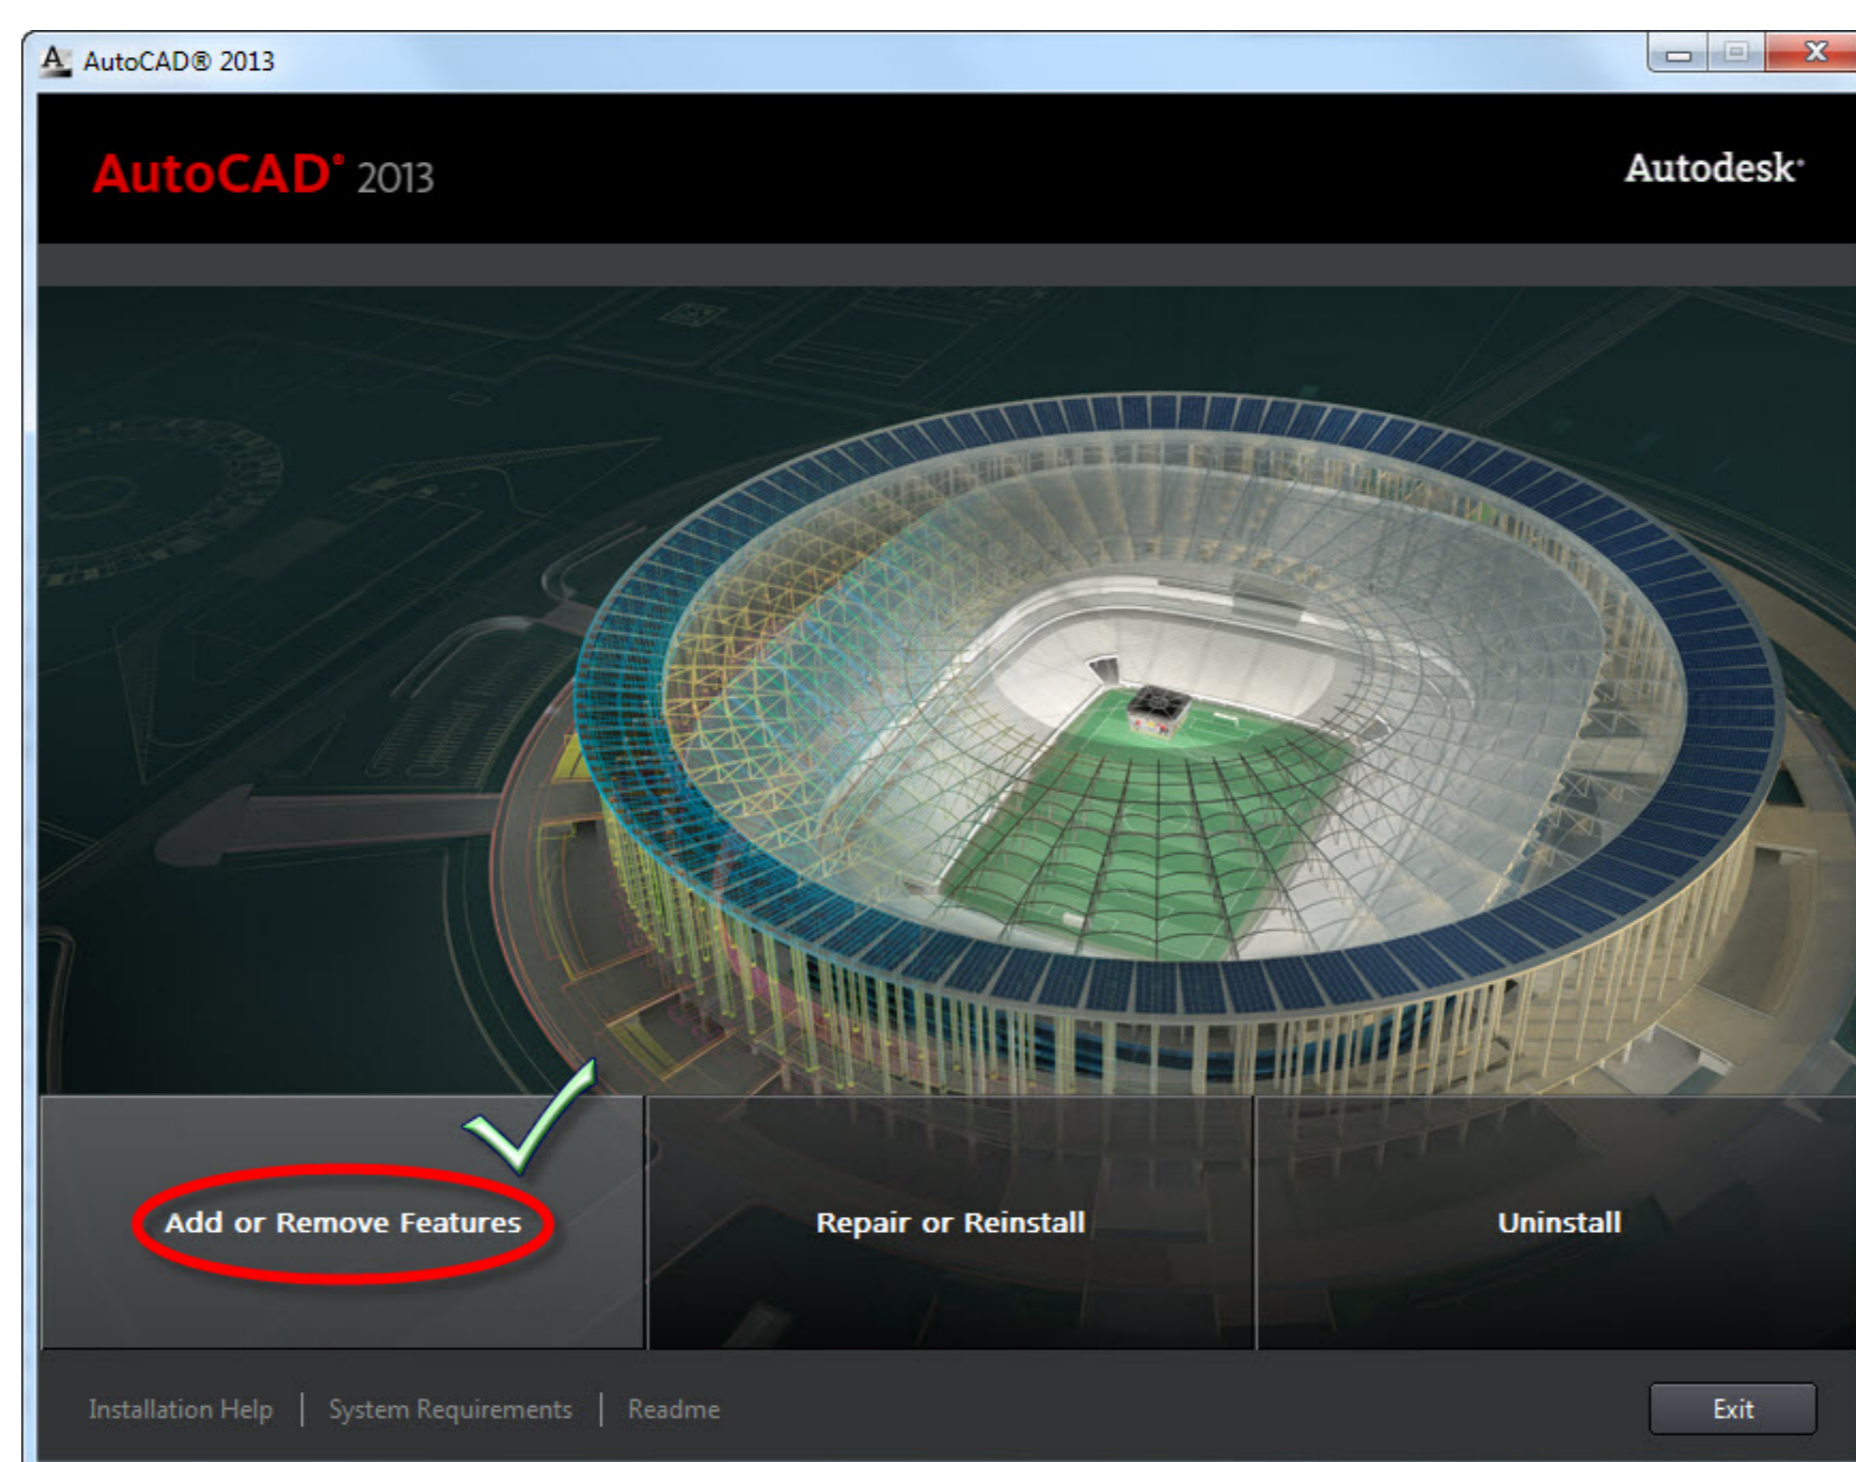 AutoCAD® 2013
AutoCAD® 2013
Autodesk®
Add or Remove Features
Repair or Reinstall
Uninstall
Installation Help | System Requirements | Readme
Exit